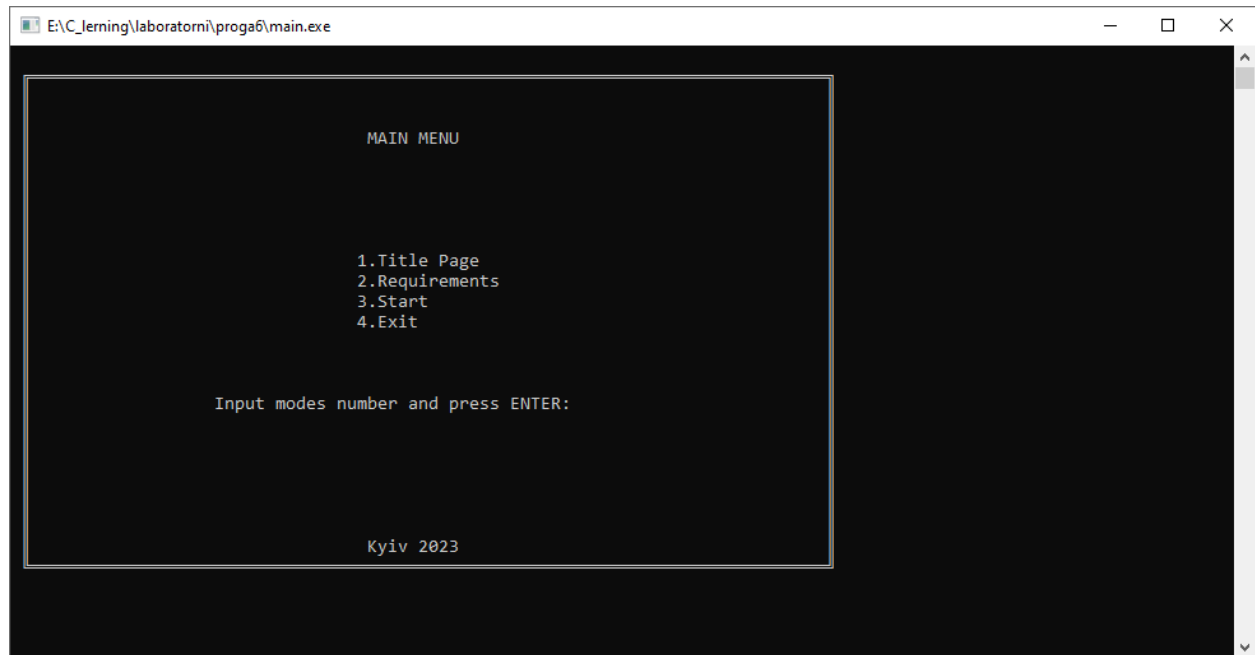 E:\C_lerning\laboratorni\proga6\main.exe
MAIN MENU
1.Title Page
2.Requirements
3.Start
4.Exit
Input modes number and press ENTER:
Kyiv 2023